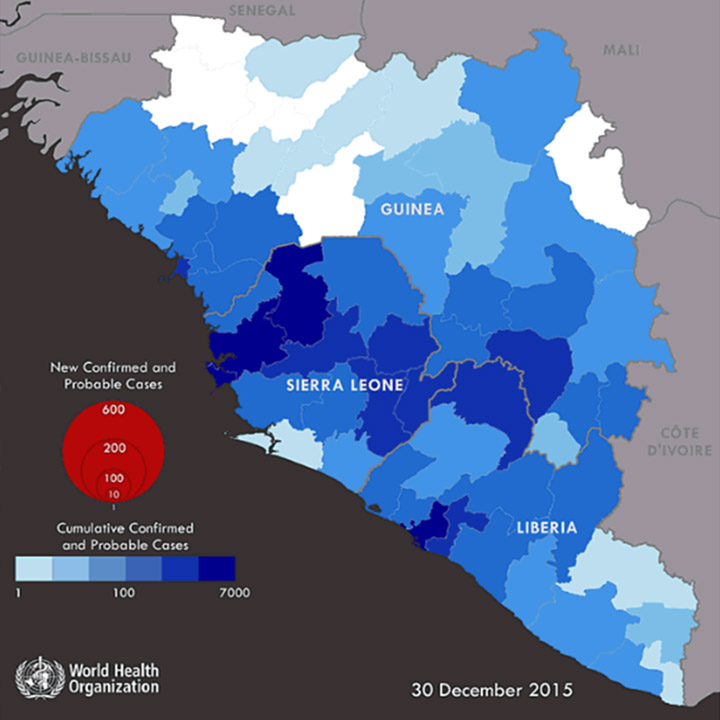 SENEGAL
GUINEA-BISSAU
MALI
GUINEA
New Confirmed and
Probable Cases
600
200
100
10
1
SIERRA LEONE
CÔTE
D'IVOIRE
LIBERIA
Cumulative Confirmed
and Probable Cases
1 100 7000
World Health
Organization
30 December 2015